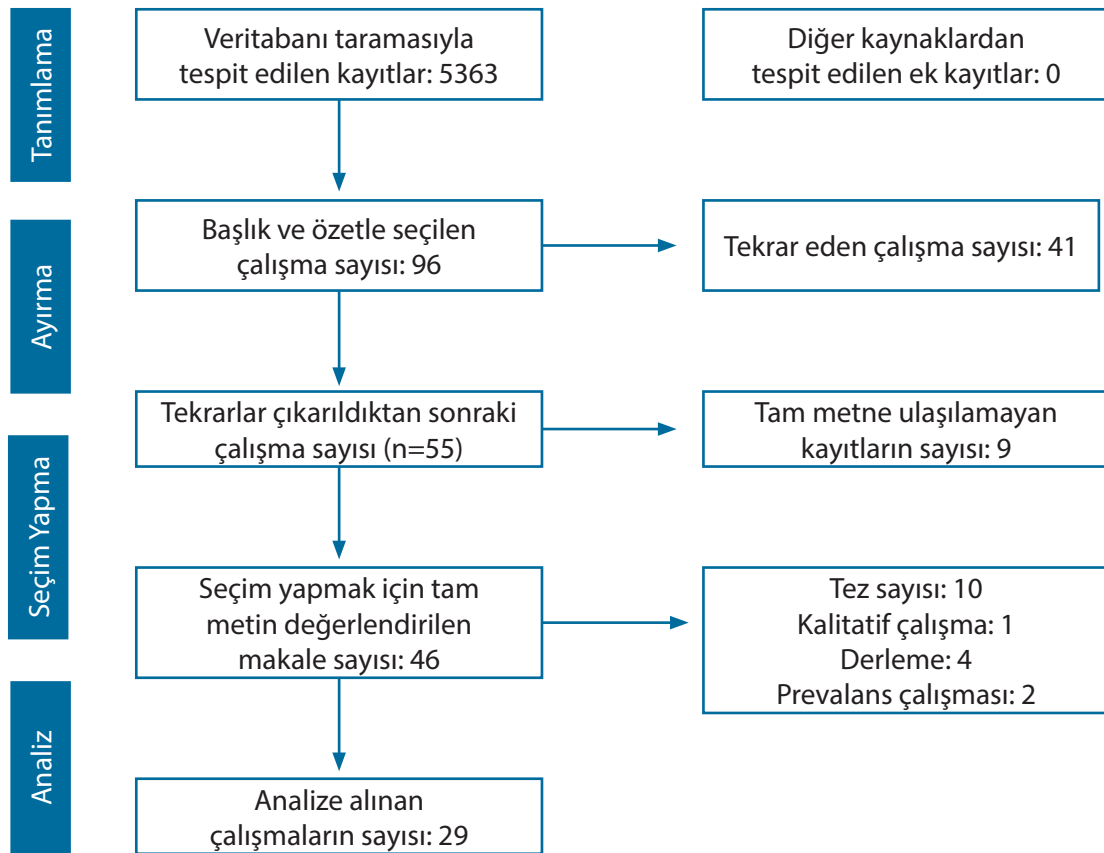 Tanımlama
Veritabanı taramasıyla
tespit edilen kayıtlar: 5363
Diğer kaynaklardan
tespit edilen ek kayıtlar: 0
Ayırma
Başlık ve özetle seçilen
çalışma sayısı: 96
Tekrar eden çalışma sayısı: 41
Tekrarlar çıkarıldıktan sonraki
çalışma sayısı (n=55)
Tam metne ulaşılamayan
kayıtların sayısı: 9
Seçim Yapma
Seçim yapmak için tam
metin değerlendirilen
makale sayısı: 46
Tez sayısı: 10
Kalitatif çalışma: 1
Derleme: 4
Prevalans çalışması: 2
Analiz
Analize alınan
çalışmaların sayısı: 29